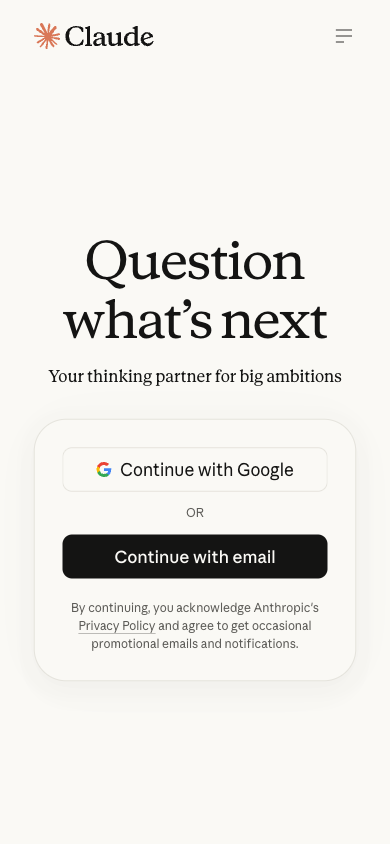 Claude
Question
what's next
Your thinking partner for big ambitions
Continue with Google
OR
Continue with email
By continuing, you acknowledge Anthropic's
Privacy Policy and agree to get occasional
promotional emails and notifications.